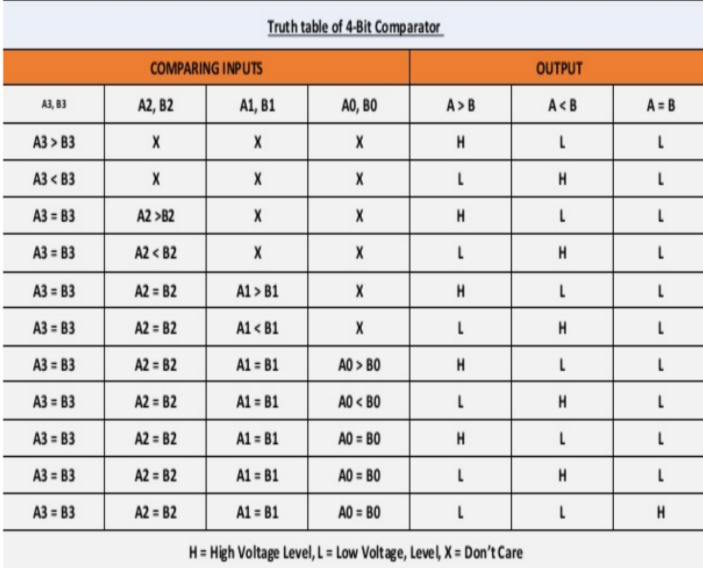 Truth table of 4-Bit Comparator
COMPARING INPUTS OUTPUT
A3, B3 A2, B2 A1, B1 A0, B0 A > B A < B A = B
A3 > B3 X X X H L L
A3 < B3 X X X L H L
A3 = B3 A2 >B2 X X H L L
A3 = B3 A2 < B2 X X L H L
A3 = B3 A2 = B2 A1 > B1 X H L L
A3 = B3 A2 = B2 A1 < B1 X L H L
A3 = B3 A2 = B2 A1 = B1 A0 > B0 H L L
A3 = B3 A2 = B2 A1 = B1 A0 < B0 L H L
A3 = B3 A2 = B2 A1 = B1 A0 = B0 H L L
A3 = B3 A2 = B2 A1 = B1 A0 = B0 L H L
A3 = B3 A2 = B2 A1 = B1 A0 = B0 L L H
H = High Voltage Level, L = Low Voltage, Level, X = Don't Care